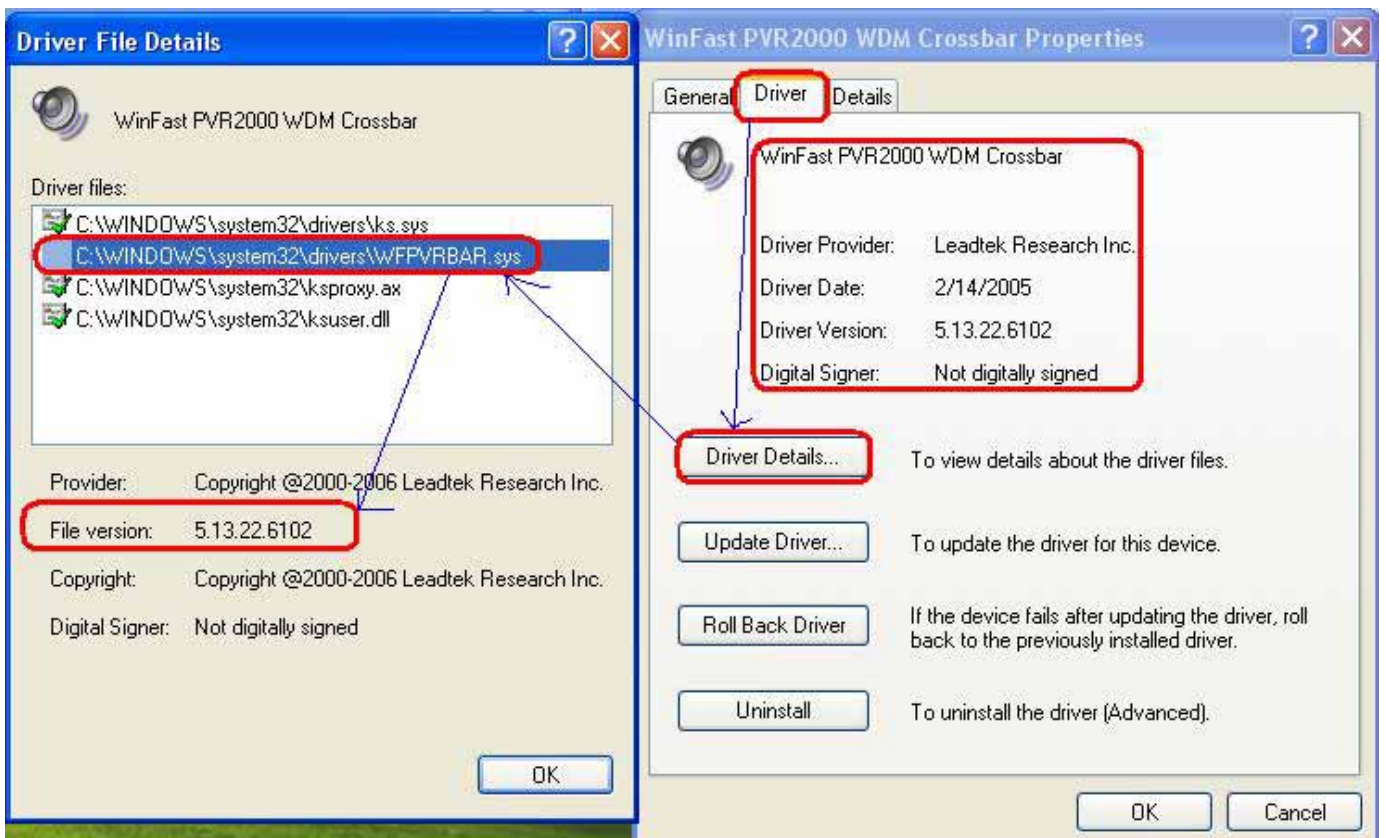 Driver File Details
WinFast PVR2000 WDM Crossbar
Driver files:
C:\WINDOWS\system32\drivers\ks.sys
C:\WINDOWS\system32\drivers\WFPVRBAR.sys
C:\WINDOWS\system32\ksproxy.ax
C:\WINDOWS\system32\ksuser.dll
Provider: Copyright @2000-2006 Leadtek Research Inc.
File version: 5.13.22.6102
Copyright: Copyright @2000-2006 Leadtek Research Inc.
Digital Signer: Not digitally signed
OK
WinFast PVR2000 WDM Crossbar Properties
General Driver Details
WinFast PVR2000 WDM Crossbar
Driver Provider: Leadtek Research Inc.
Driver Date: 2/14/2005
Driver Version: 5.13.22.6102
Digital Signer: Not digitally signed
Driver Details... To view details about the driver files.
Update Driver... To update the driver for this device.
Roll Back Driver If the device fails after updating the driver, roll
back to the previously installed driver.
Uninstall To uninstall the driver (Advanced).
OK Cancel